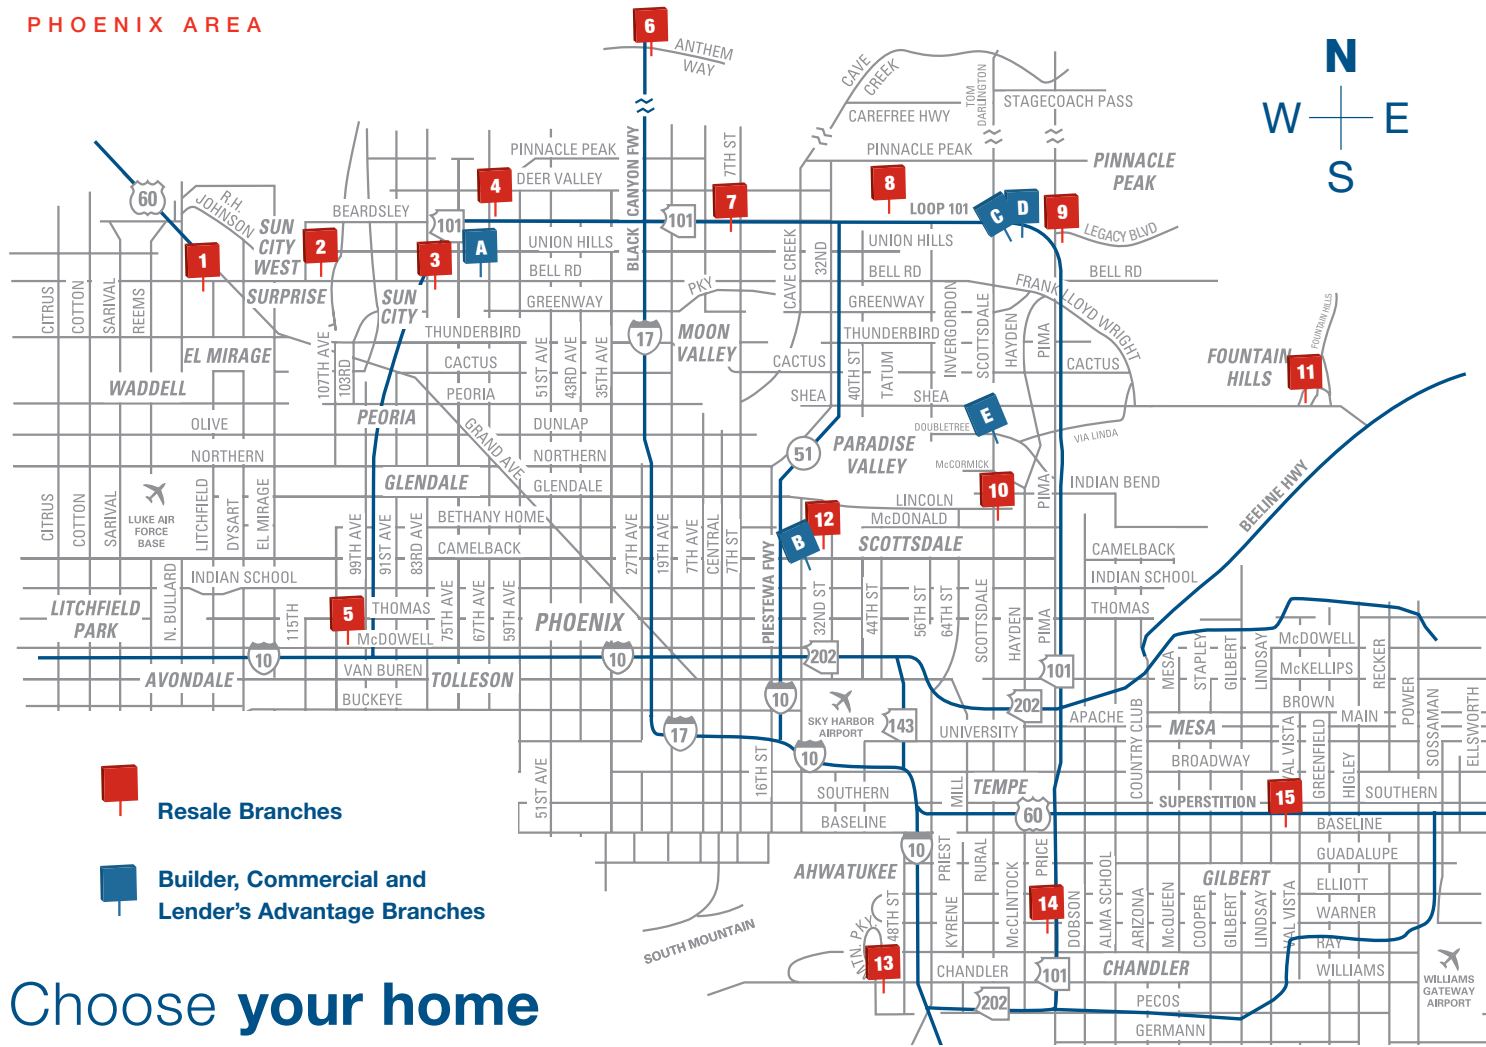 PHOENIX AREA
6
ANTHEM
WAY
CAVE
CREEK
TOM
DARLINGTON
STAGECOACH PASS
CAREFREE HWY
N
W
E
S
PINNACLE PEAK
DEER VALLEY
BLACK CANYON FWY
7TH ST
PINNACLE PEAK
PINNACLE
PEAK
60
R.H.
JOHNSON
SUN
CITY
WEST
BEARDSLEY
101
4
101
7
8
LOOP 101
C
D
9
LEGACY BLVD
1
2
3
A
UNION HILLS
BELL RD
GREENWAY
PKY
CAVE CREEK
32ND
UNION HILLS
BELL RD
BELL RD
GREENWAY
FRANK LLOYD WRIGHT
SURPRISE
SUN
CITY
CITRUS
COTTON
SARIVAL
REEMS
THUNDERBIRD
17
MOON
VALLEY
THUNDERBIRD
INVERGORDON
SCOTTSDALE
HAYDEN
PIMA
EL MIRAGE
WADDELL
107TH AVE
103RD
CACTUS
51ST AVE
43RD AVE
35TH AVE
CACTUS
40TH ST
TATUM
CACTUS
FOUNTAIN
HILLS
FOUNTAIN HILLS
11
PEORIA
PEORIA
SHEA
SHEA
OLIVE
DUNLAP
GRAND AVE
DOUBLETREE
E
VIA LINDA
PARADISE
VALLEY
NORTHERN
NORTHERN
51
McCORMICK
GLENDALE
GLENDALE
LINCOLN
10
PIMA
INDIAN BEND
BEELINE HWY
CITRUS
COTTON
SARIVAL
LUKE AIR
FORCE
BASE
LITCHFIELD
DYSART
EL MIRAGE
BETHANY HOME
12
McDONALD
99TH AVE
91ST AVE
83RD AVE
CAMELBACK
27TH AVE
19TH AVE
7TH AVE
CENTRAL
7TH ST
PIESTEWA FWY
B
SCOTTSDALE
CAMELBACK
N. BULLARD
INDIAN SCHOOL
INDIAN SCHOOL
LITCHFIELD
PARK
115TH
5
THOMAS
75TH AVE
67TH AVE
59TH AVE
PHOENIX
32ND ST
44TH ST
56TH ST
64TH ST
SCOTTSDALE
HAYDEN
PIMA
THOMAS
McDOWELL
McDOWELL
10
10
202
101
McKELLIPS
MESA
STAPLEY
GILBERT
LINDSAY
RECKER
AVONDALE
VAN BUREN
TOLLESON
BUCKEYE
10
SKY HARBOR
AIRPORT
143
202
APACHE
BROWN
MAIN
POWER
SOSSAMAN
ELLSWORTH
17
10
UNIVERSITY
COUNTRY CLUB
MESA
BROADWAY
VAL VISTA
GREENFIELD
HIGLEY
51ST AVE
16TH ST
SOUTHERN
MILL
TEMPE
SUPERSTITION
15
SOUTHERN
BASELINE
60
BASELINE
Resale Branches
10
AHWATUKEE
PRIEST
RURAL
PRICE
GUADALUPE
GILBERT
ELLIOTT
Builder, Commercial and
Lender's Advantage Branches
SOUTH MOUNTAIN
MTN. PKY
48TH ST
KYRENE
McCLINTOCK
14
DOBSON
ALMA SCHOOL
ARIZONA
McQUEEN
COOPER
GILBERT
LINDSAY
VAL VISTA
WARNER
RAY
13
CHANDLER
101
CHANDLER
WILLIAMS
WILLIAMS
GATEWAY
AIRPORT
202
PECOS
GERMANN
Choose your home